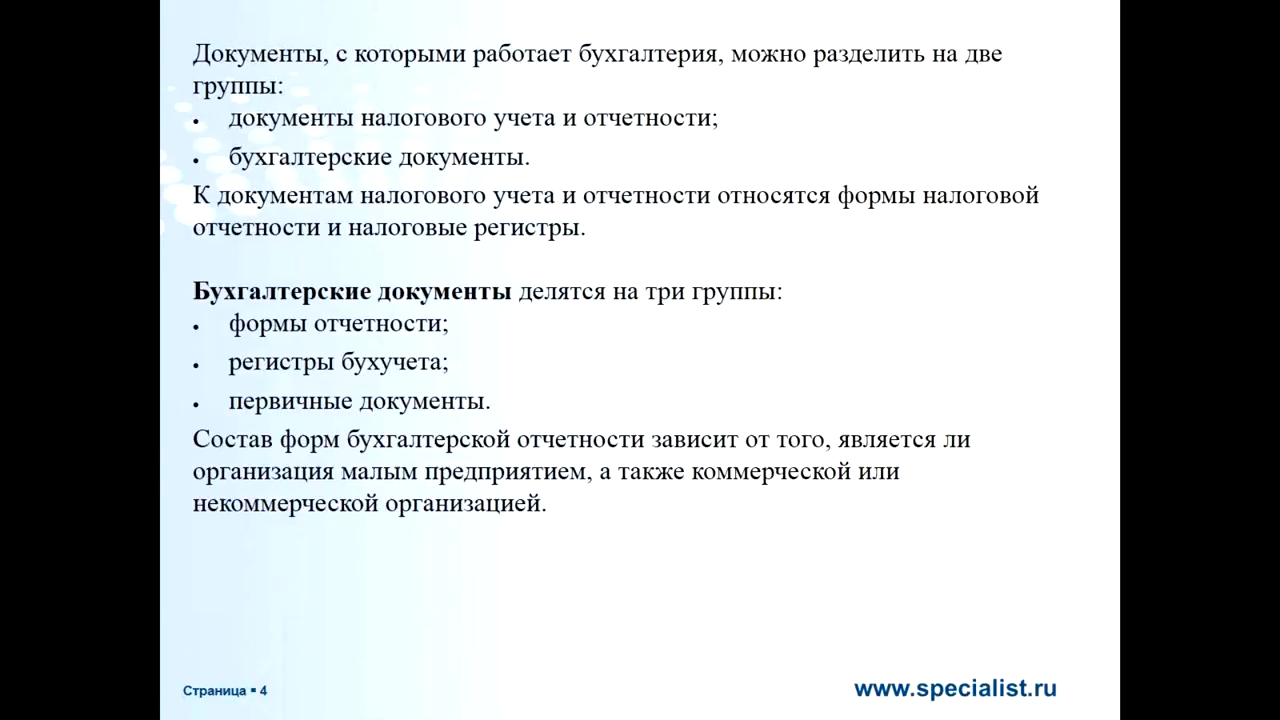 Документы, с которыми работает бухгалтерия, можно разделить на две
группы:
• документы налогового учета и отчетности;
• бухгалтерские документы.
К документам налогового учета и отчетности относятся формы налоговой
отчетности и налоговые регистры.
Бухгалтерские документы делятся на три группы:
• формы отчетности;
• регистры бухучета;
• первичные документы.
Состав форм бухгалтерской отчетности зависит от того, является ли
организация малым предприятием, а также коммерческой или
некоммерческой организацией.
Страница ▪ 4
www.specialist.ru